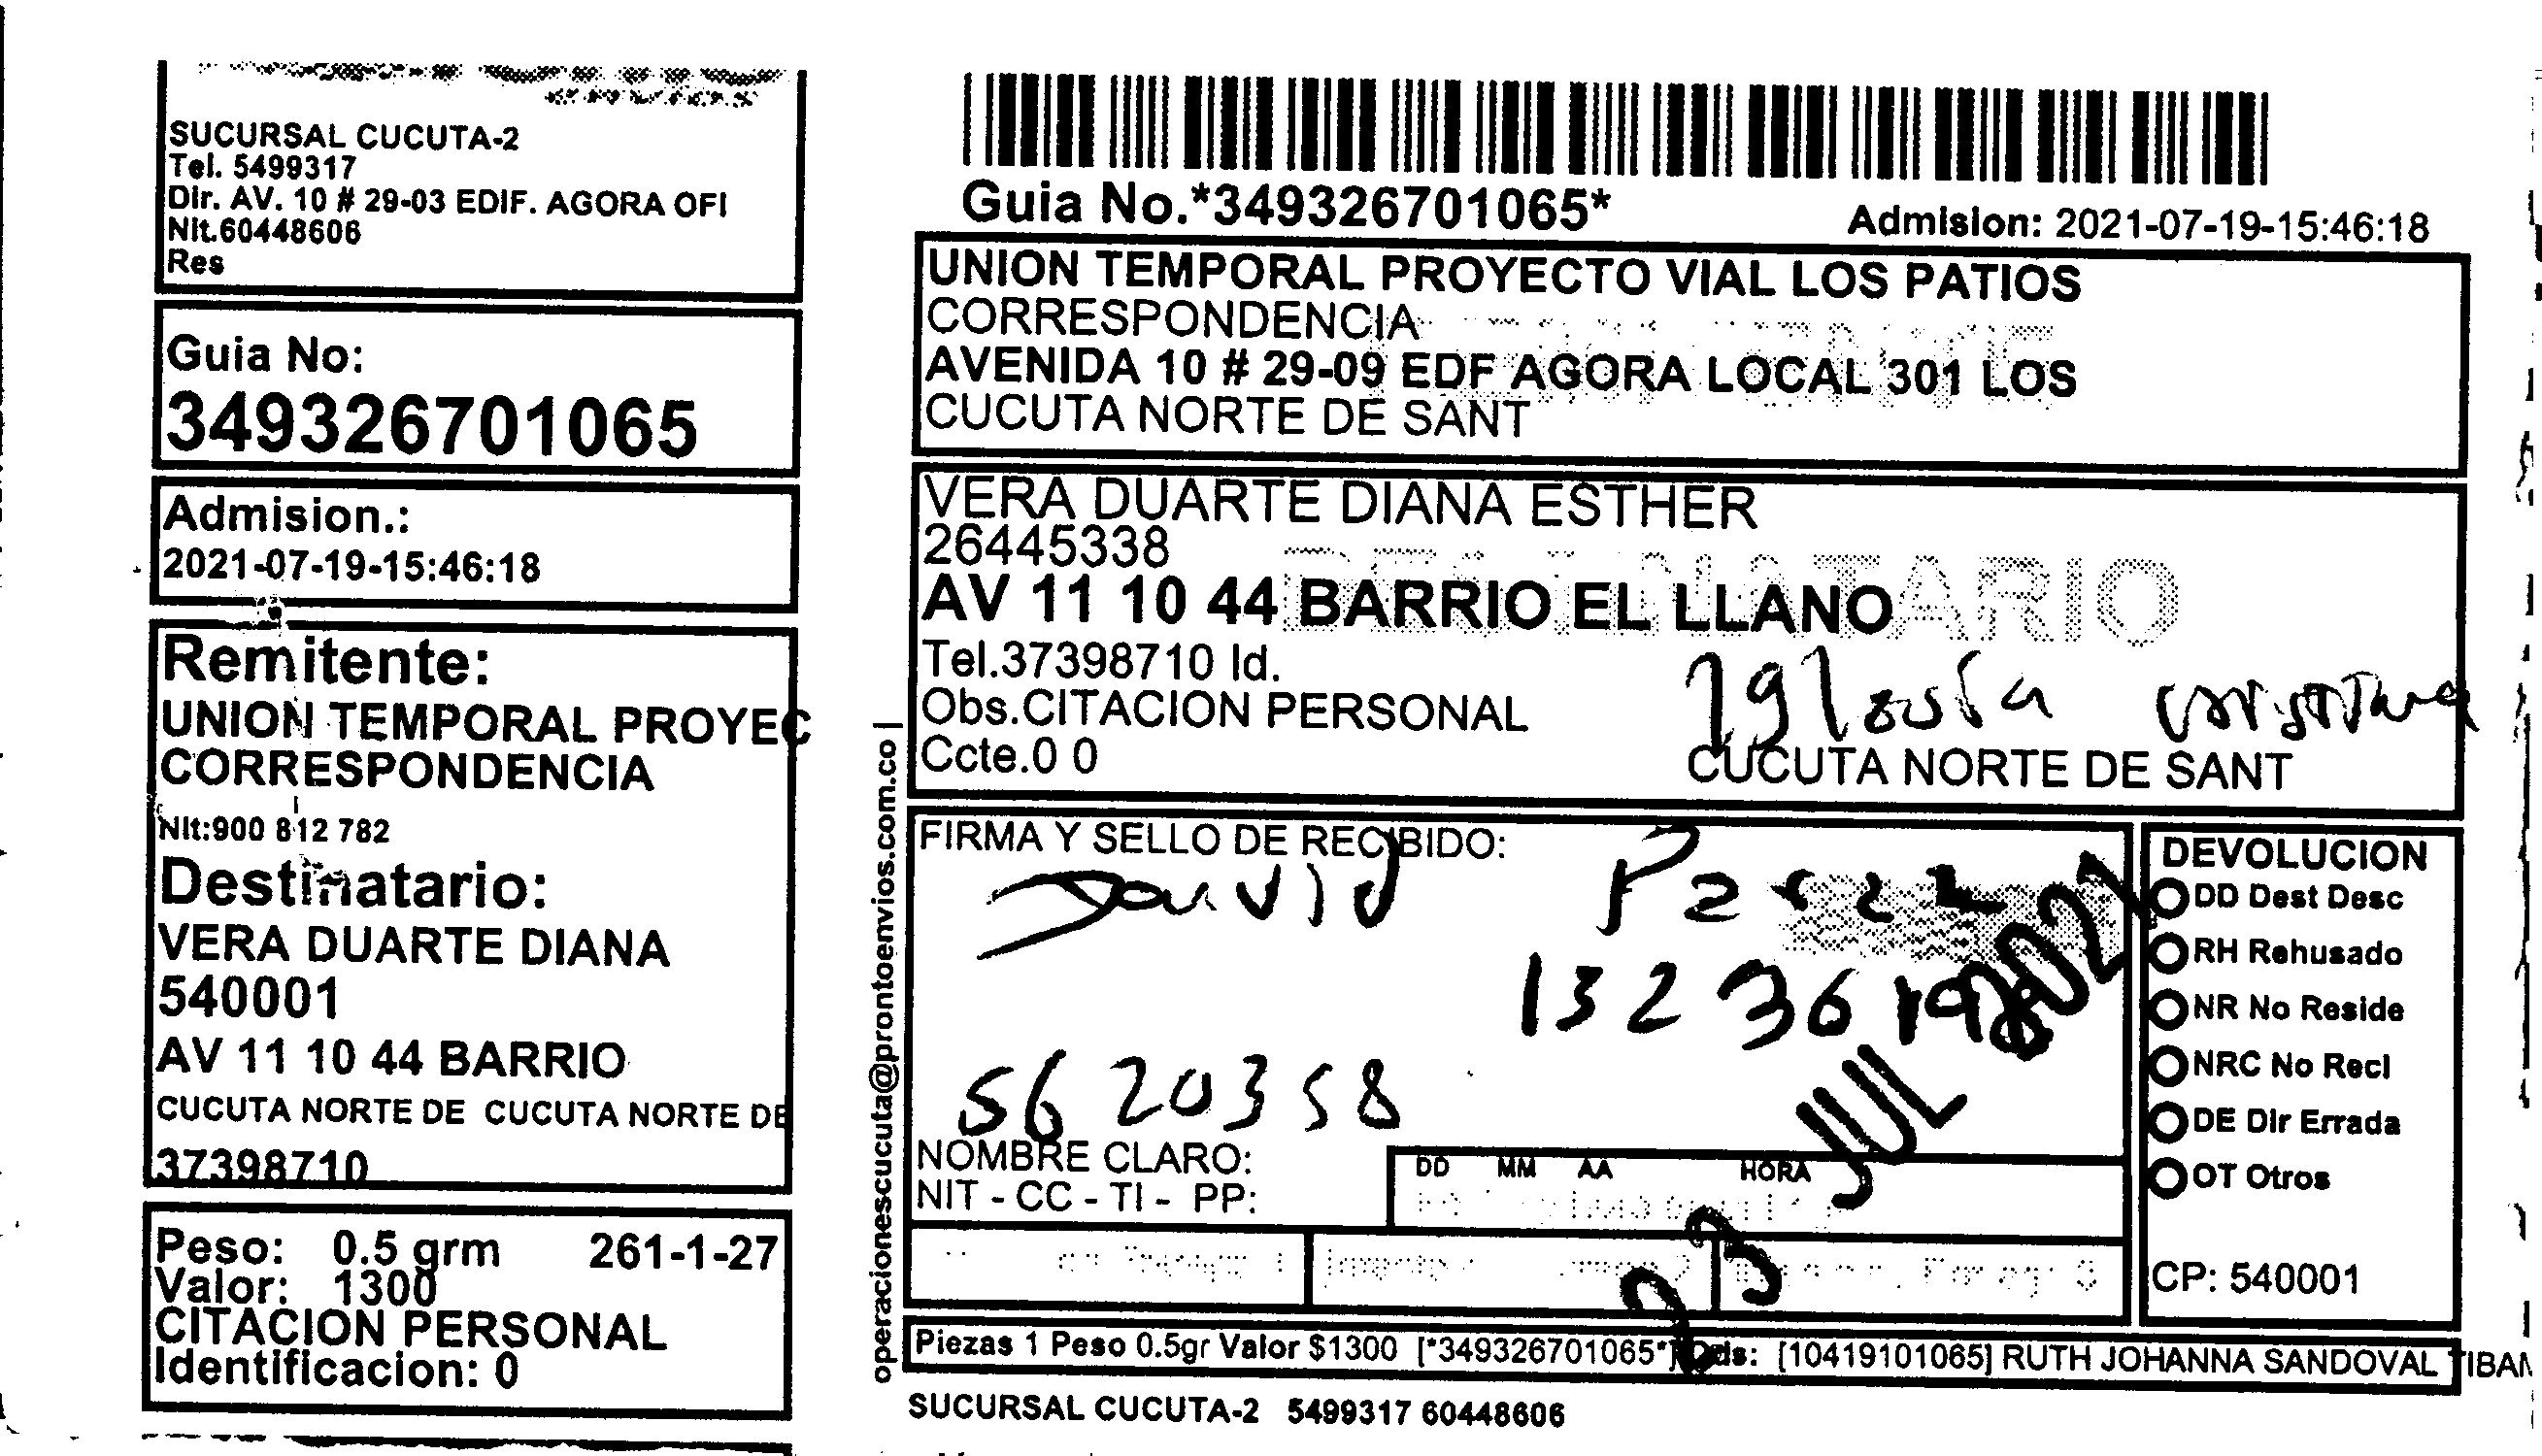 SUCURSAL CUCUTA-2
Tel. 5499317
Dir. AV. 10 # 29-03 EDIF. AGORA OFI
Nit.60448606
Res
Guia No:
349326701065
Admision.:
2021-07-19-15:46:18
Remitente:
UNION TEMPORAL PROYEC
CORRESPONDENCIA
Nit:900 812 782
Destinatario:
VERA DUARTE DIANA
540001
AV 11 10 44 BARRIO
CUCUTA NORTE DE CUCUTA NORTE DE
37398710
Peso: 0.5 grm 261-1-27
Valor: 1300
CITACION PERSONAL
Identificacion: 0
operacionescucuta@prontoenvios.com.co |
Guia No.*349326701065*
Admision: 2021-07-19-15:46:18
UNION TEMPORAL PROYECTO VIAL LOS PATIOS
CORRESPONDENCIA
AVENIDA 10 # 29-09 EDF AGORA LOCAL 301 LOS
CUCUTA NORTE DE SANT
VERA DUARTE DIANA ESTHER
26445338
DESTINATARIO
AV 11 10 44 BARRIO EL LLANO
Tel.37398710 Id.
Obs.CITACION PERSONAL
Iglesia cristiana
Ccte.0 0
CUCUTA NORTE DE SANT
FIRMA Y SELLO DE RECIBIDO:
David
5620358
23 JUL 2021
NOMBRE CLARO:
NIT - CC - TI - PP:
DD MM AA HORA
DEVOLUCION
DD Dest Desc
RH Rehusado
NR No Reside
NRC No Recl
DE Dir Errada
OT Otros
CP: 540001
Piezas 1 Peso 0.5gr Valor $1300 [*349326701065*] Ods: [10419101065] RUTH JOHANNA SANDOVAL TIBAM
SUCURSAL CUCUTA-2 5499317 60448606